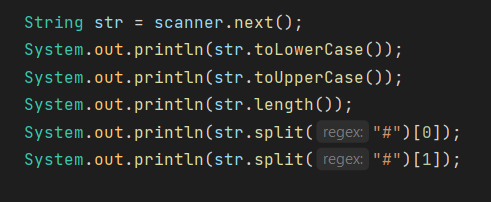 String str = scanner.next();
System.out.println(str.toLowerCase());
System.out.println(str.toUpperCase());
System.out.println(str.length());
System.out.println(str.split( regex: "#")[0]);
System.out.println(str.split( regex: "#")[1]);